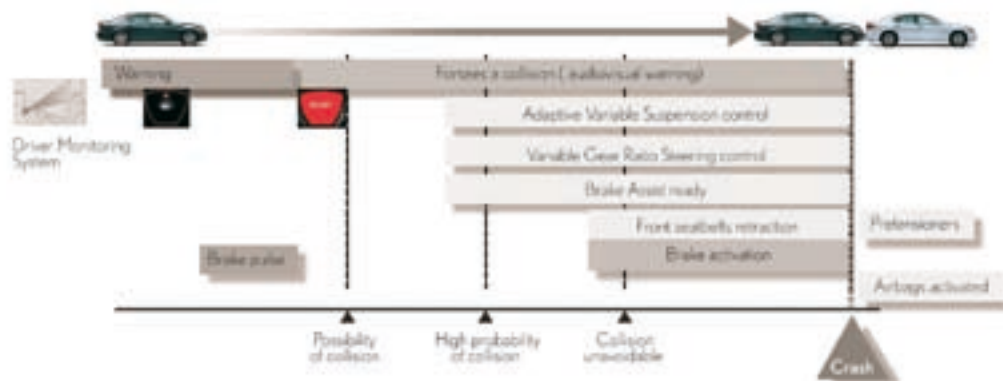 Warning
Forsees a collision ( audiovisual warning)
Adaptive Variable Suspension control
Driver Monitoring
System
Variable Gear Ratio Steering control
Brake Assist ready
Front seatbelts retraction
Pretensioners
Brake pulse
Brake activation
Airbags activated
Possibility
of collision
High probability
of collision
Collision
unavoidable
Crash